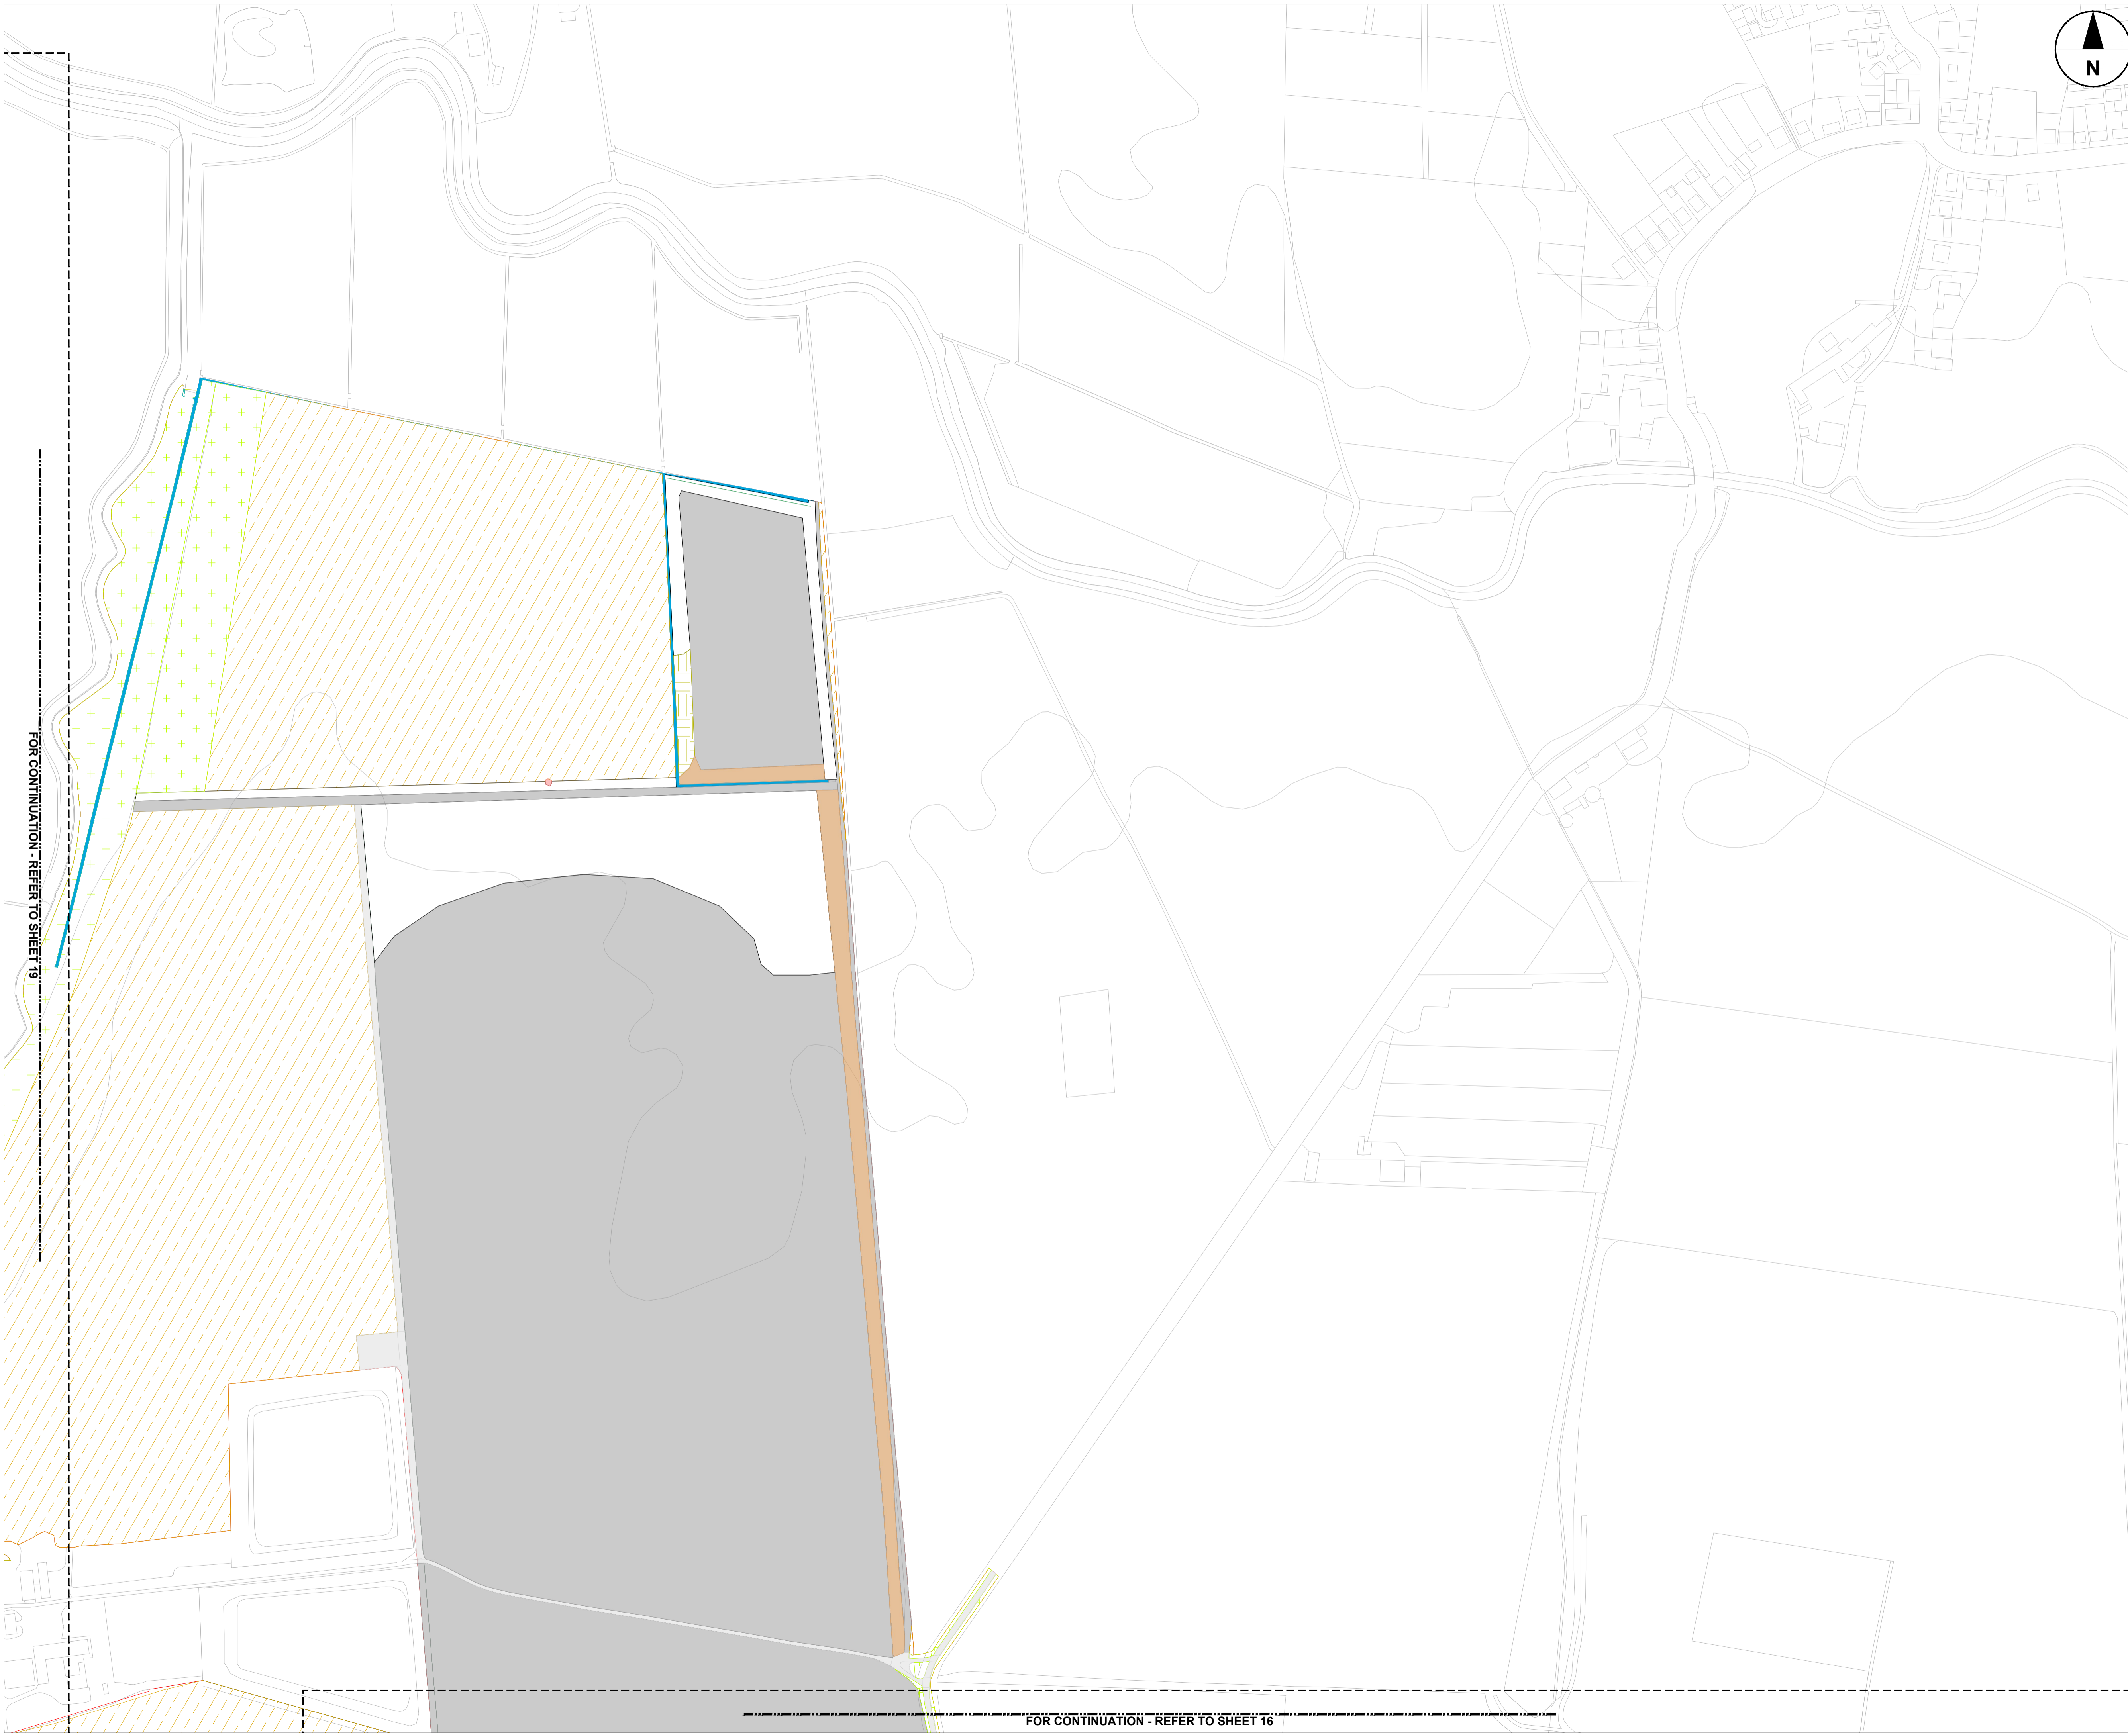 N
FOR CONTINUATION - REFER TO SHEET 19
FOR CONTINUATION - REFER TO SHEET 16